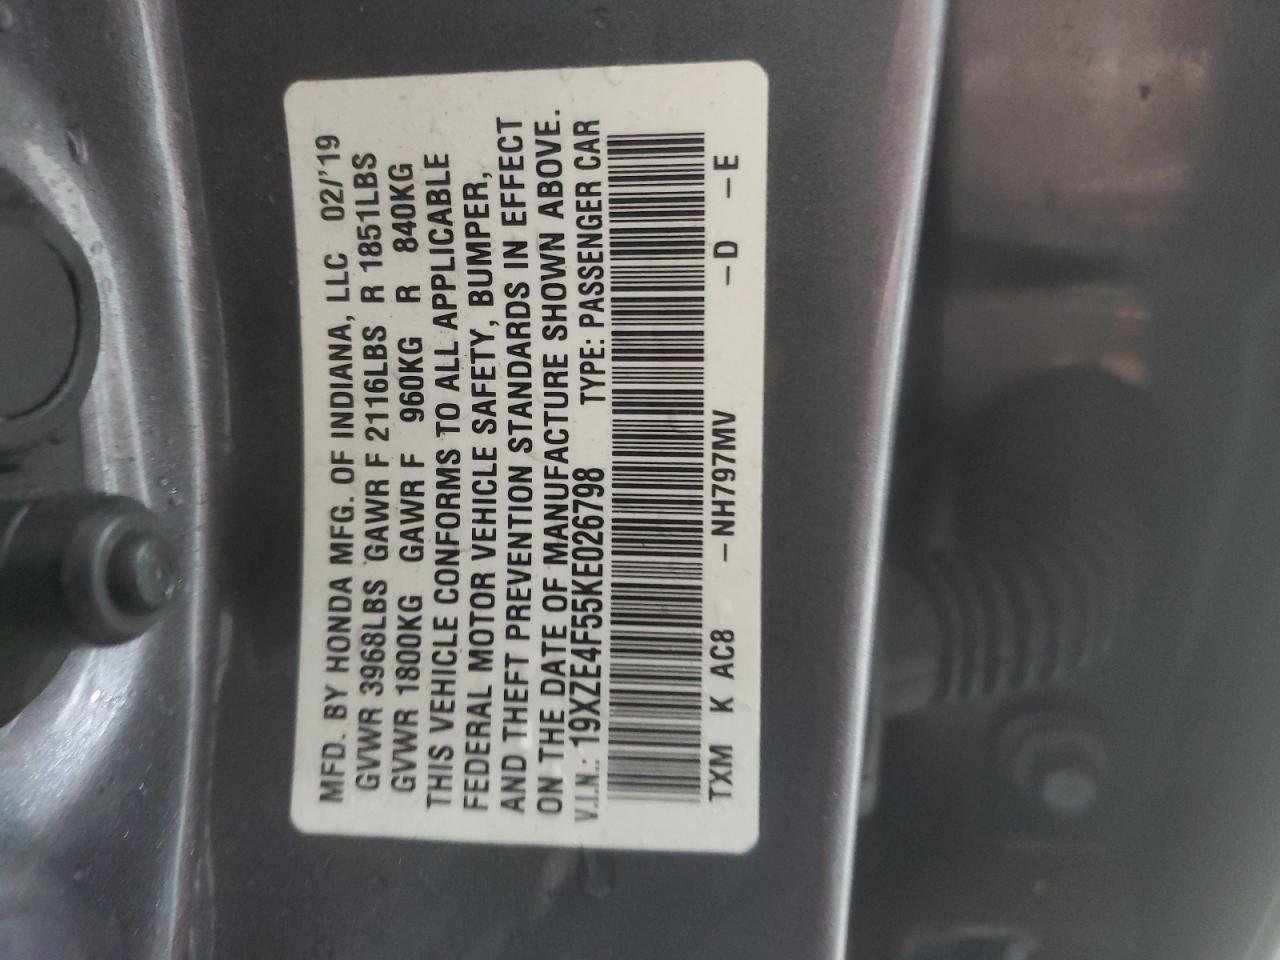 MFD. BY HONDA MFG. OF INDIANA, LLC 02/'19
GVWR 3968LBS GAWR F 2116LBS R 1851LBS
GVWR 1800KG GAWR F 960KG R 840KG
THIS VEHICLE CONFORMS TO ALL APPLICABLE
FEDERAL MOTOR VEHICLE SAFETY, BUMPER,
AND THEFT PREVENTION STANDARDS IN EFFECT
ON THE DATE OF MANUFACTURE SHOWN ABOVE.
V.I.N.: 19XZE4F55KE026798 TYPE: PASSENGER CAR
TXM K AC8 -NH797MV -D -E